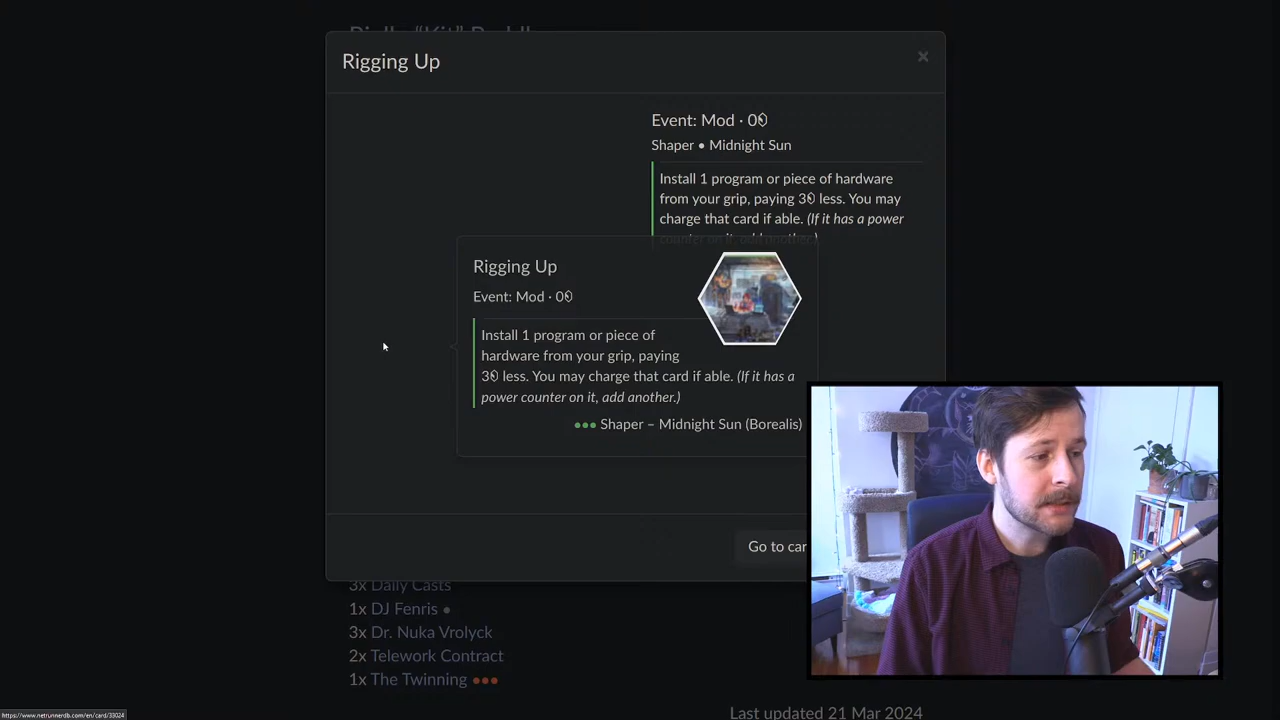 Rigging Up
×
Event: Mod · 0
Shaper • Midnight Sun
Install 1 program or piece of hardware
from your grip, paying 3 less. You may
charge that card if able. (If it has a power
counter on it, add another.)
Rigging Up
Event: Mod · 0
Install 1 program or piece of
hardware from your grip, paying
3 less. You may charge that card if able. (If it has a
power counter on it, add another.)
Shaper – Midnight Sun (Borealis)
Go to car
3x Daily Casts
1x DJ Fenris
3x Dr. Nuka Vrolyck
2x Telework Contract
1x The Twinning
Last updated 21 Mar 2024
https://www.netrunnerdb.com/en/card/33024